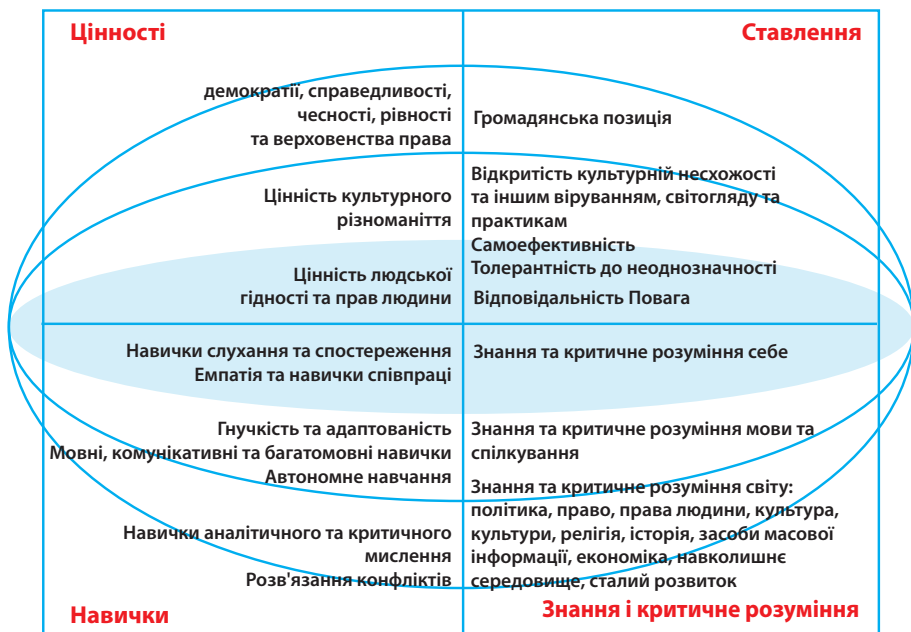 Цінності
Ставлення
демократії, справедливості,
чесності, рівності
та верховенства права
Громадянська позиція
Цінність культурного
різноманіття
Відкритість культурній несхожості
та іншим віруванням, світогляду та
практикам
Самоефективність
Толерантність до неоднозначності
Цінність людської
гідності та прав людини
Відповідальність Повага
Навички слухання та спостереження
Емпатія та навички співпраці
Знання та критичне розуміння себе
Гнучкість та адаптованість
Мовні, комунікативні та багатомовні навички
Автономне навчання
Знання та критичне розуміння мови та
спілкування
Навички аналітичного та критичного
мислення
Розв'язання конфліктів
Знання та критичне розуміння світу:
політика, право, права людини, культура,
культури, релігія, історія, засоби масової
інформації, економіка, навколишнє
середовище, сталий розвиток
Навички
Знання і критичне розуміння